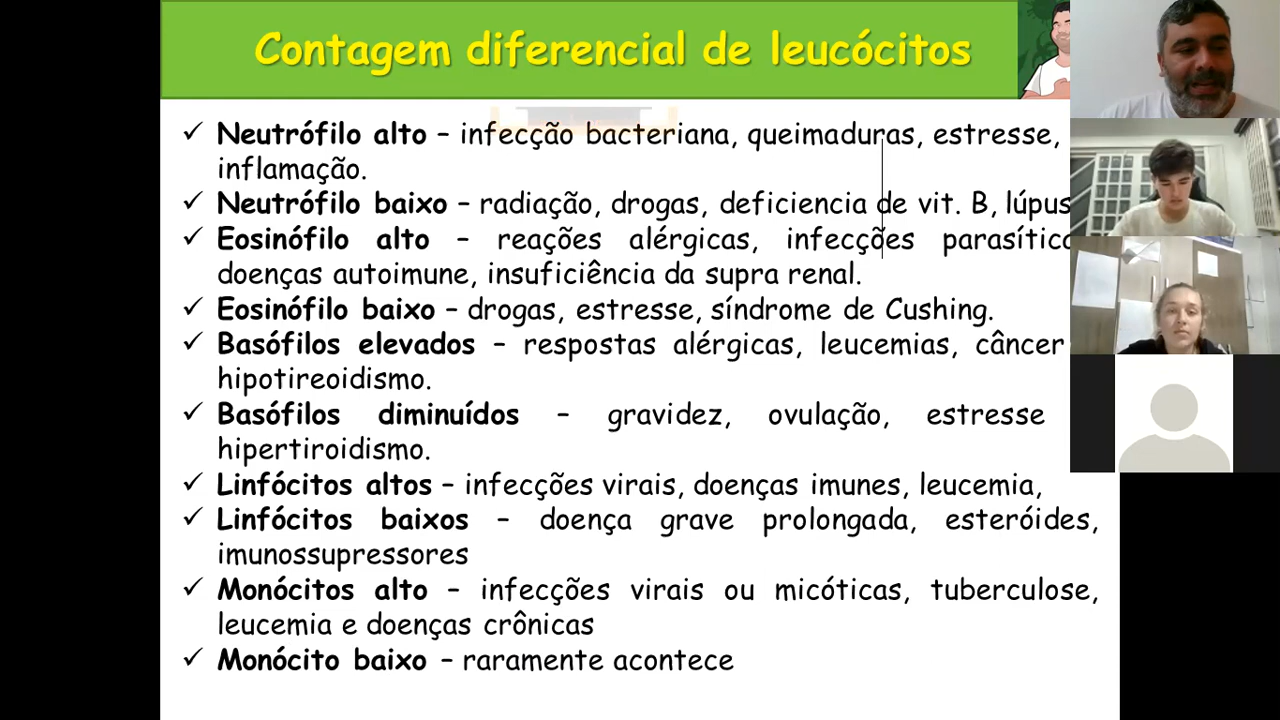 Contagem diferencial de leucócitos
✓ Neutrófilo alto – infecção bacteriana, queimaduras, estresse,
inflamação.
✓ Neutrófilo baixo – radiação, drogas, deficiencia de vit. B, lúpus
✓ Eosinófilo alto – reações alérgicas, infecções
doenças autoimune, insuficiência da supra renal.
✓ Eosinófilo baixo – drogas, estresse, síndrome de Cushing.
✓ Basófilos elevados – respostas alérgicas, leucemias, câncer
hipotireoidismo.
✓ Basófilos diminuídos – gravidez, ovulação, estresse
hipertiroidismo.
✓ Linfócitos altos – infecções virais, doenças imunes, leucemia,
✓ Linfócitos baixos – doença grave prolongada, esteróides,
imunossupressores
✓ Monócitos alto – infecções virais ou micóticas, tuberculose,
leucemia e doenças crônicas
✓ Monócito baixo – raramente acontece